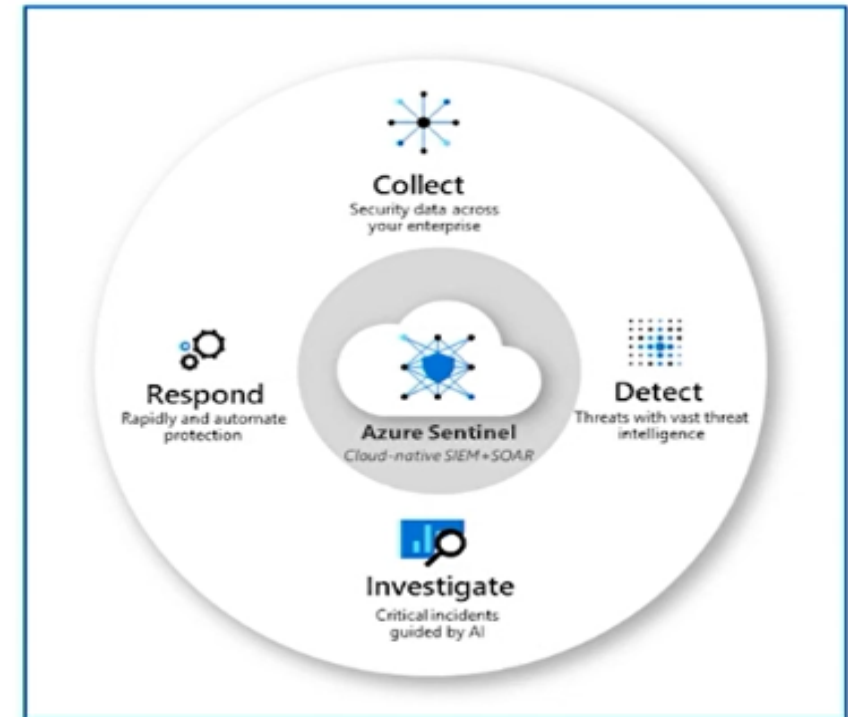 Collect
Security data across
your enterprise
Respond
Rapidly and automate
protection
Azure Sentinel
Cloud-native SIEM+SOAR
Detect
Threats with vast threat
intelligence
Investigate
Critical incidents
guided by AI